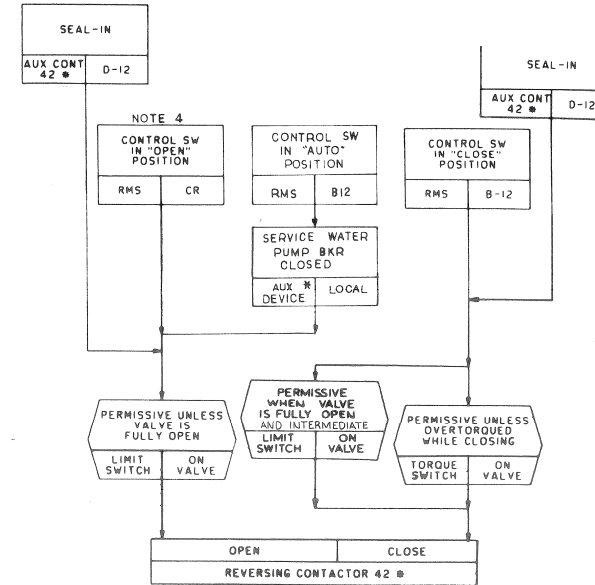 SEAL-IN
AUX CONT
42 *
D-12
SEAL-IN
AUX CONT
42 *
D-12
NOTE 4
CONTROL SW
IN "OPEN"
POSITION
RMS
CR
CONTROL SW
IN "AUTO"
POSITION
RMS
B12
CONTROL SW
IN "CLOSE"
POSITION
RMS
B-12
SERVICE WATER
PUMP BKR
CLOSED
AUX *
DEVICE
LOCAL
PERMISSIVE UNLESS
VALVE IS
FULLY OPEN
LIMIT
SWITCH
ON
VALVE
PERMISSIVE
WHEN VALVE
IS FULLY OPEN
AND INTERMEDIATE
LIMIT
SWITCH
ON
VALVE
PERMISSIVE UNLESS
OVERTORQUED
WHILE CLOSING
TORQUE
SWITCH
ON
VALVE
OPEN
CLOSE
REVERSING CONTACTOR 42 *